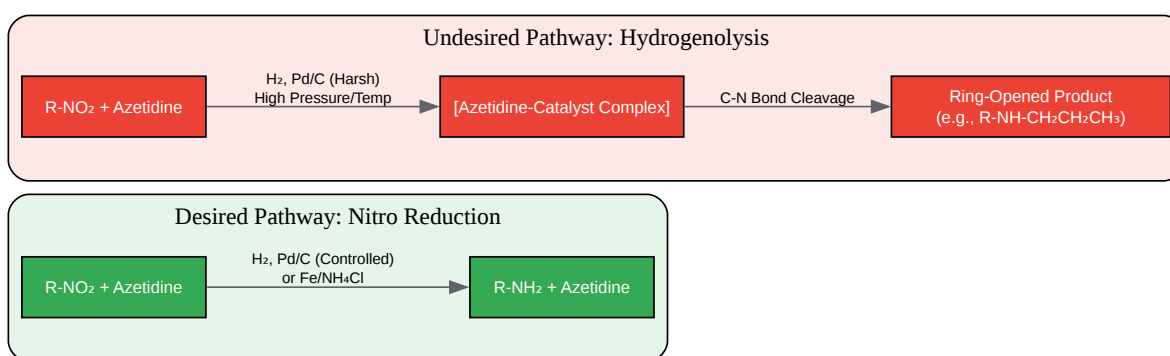 Undesired Pathway: Hydrogenolysis
R-NO₂ + Azetidine
H₂, Pd/C (Harsh)
High Pressure/Temp
[Azetidine-Catalyst Complex]
C-N Bond Cleavage
Ring-Opened Product
(e.g., R-NH-CH₂CH₂CH₃)
Desired Pathway: Nitro Reduction
R-NO₂ + Azetidine
H₂, Pd/C (Controlled)
or Fe/NH₄Cl
R-NH₂ + Azetidine